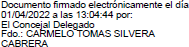 Documento firmado electrónicamente el día
01/04/2022 a las 13:04:44 por:
El Concejal Delegado
Fdo.: CARMELO TOMAS SILVERA
CABRERA